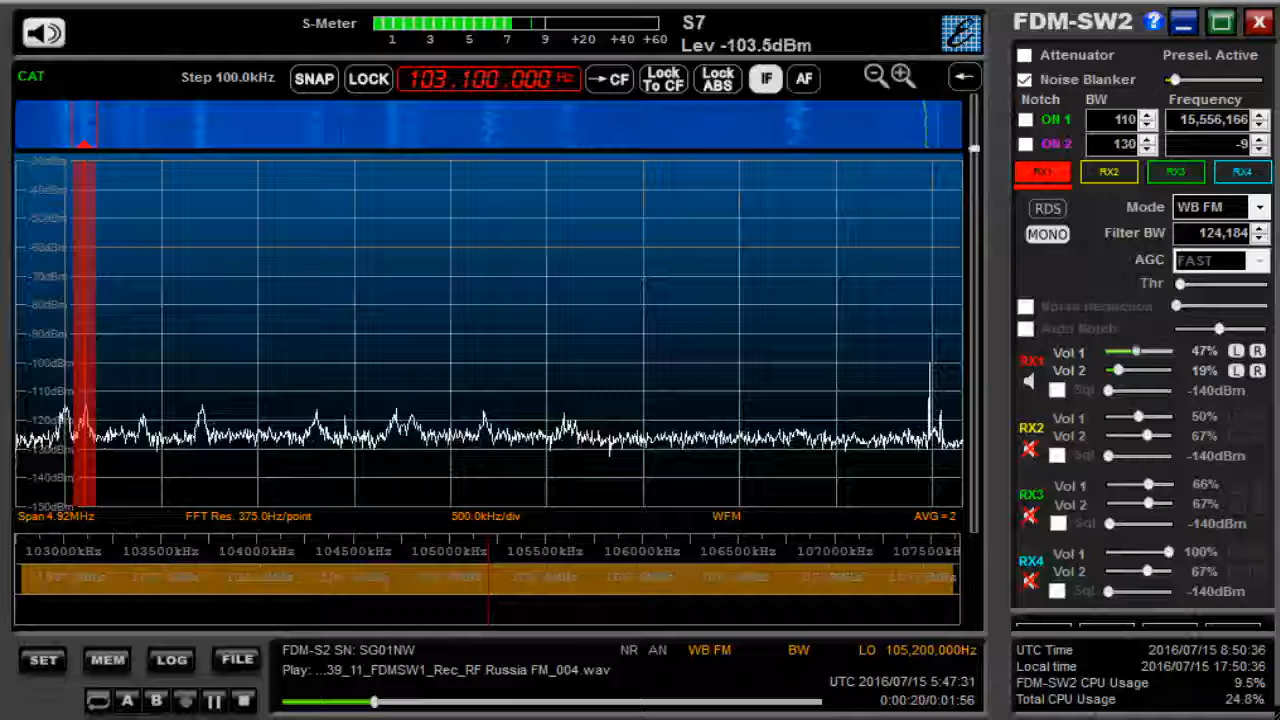 S-Meter
1 3 5 7 9 +20 +40 +60
S7
Lev -103.5dBm
FDM-SW2 ?
CAT
Step 100.0kHz
SNAP
LOCK
103.100.000 Hz
→CF
Lock To CF
Lock ABS
IF
AF
Attenuator Presel. Active
Noise Blanker
Notch BW Frequency
ON 1 110 15,556,166
ON 2 130 -9
RX1 RX2 RX3 RX4
RDS Mode WB FM
MONO Filter BW 124,184
AGC FAST
Thr
Noise Reduction
Auto Notch
RX1 Vol 1 47% L R
Vol 2 19% L R
Sql -140dBm
RX2 Vol 1 50%
Vol 2 67%
Sql -140dBm
RX3 Vol 1 66%
Vol 2 67%
Sql -140dBm
RX4 Vol 1 100%
Vol 2 67%
Sql -140dBm
-30dBm
-40dBm
-50dBm
-60dBm
-70dBm
-80dBm
-90dBm
-100dBm
-110dBm
-120dBm
-130dBm
-140dBm
-150dBm
Span 4.92MHz FFT Res. 375.0Hz/point 500.0kHz/div WFM AVG = 2
103000kHz 103500kHz 104000kHz 104500kHz 105000kHz 105500kHz 106000kHz 106500kHz 107000kHz 107500kH
SET MEM LOG FILE
A B
FDM-S2 SN: SG01NW NR AN WB FM BW LO 105,200,000Hz
Play: ...39_11_FDMSW1_Rec_RF Russia FM_004.wav
UTC 2016/07/15 5:47:31
0:00:20/0:01:56
UTC Time 2016/07/15 8:50:36
Local time 2016/07/15 17:50:36
FDM-SW2 CPU Usage 9.5%
Total CPU Usage 24.8%